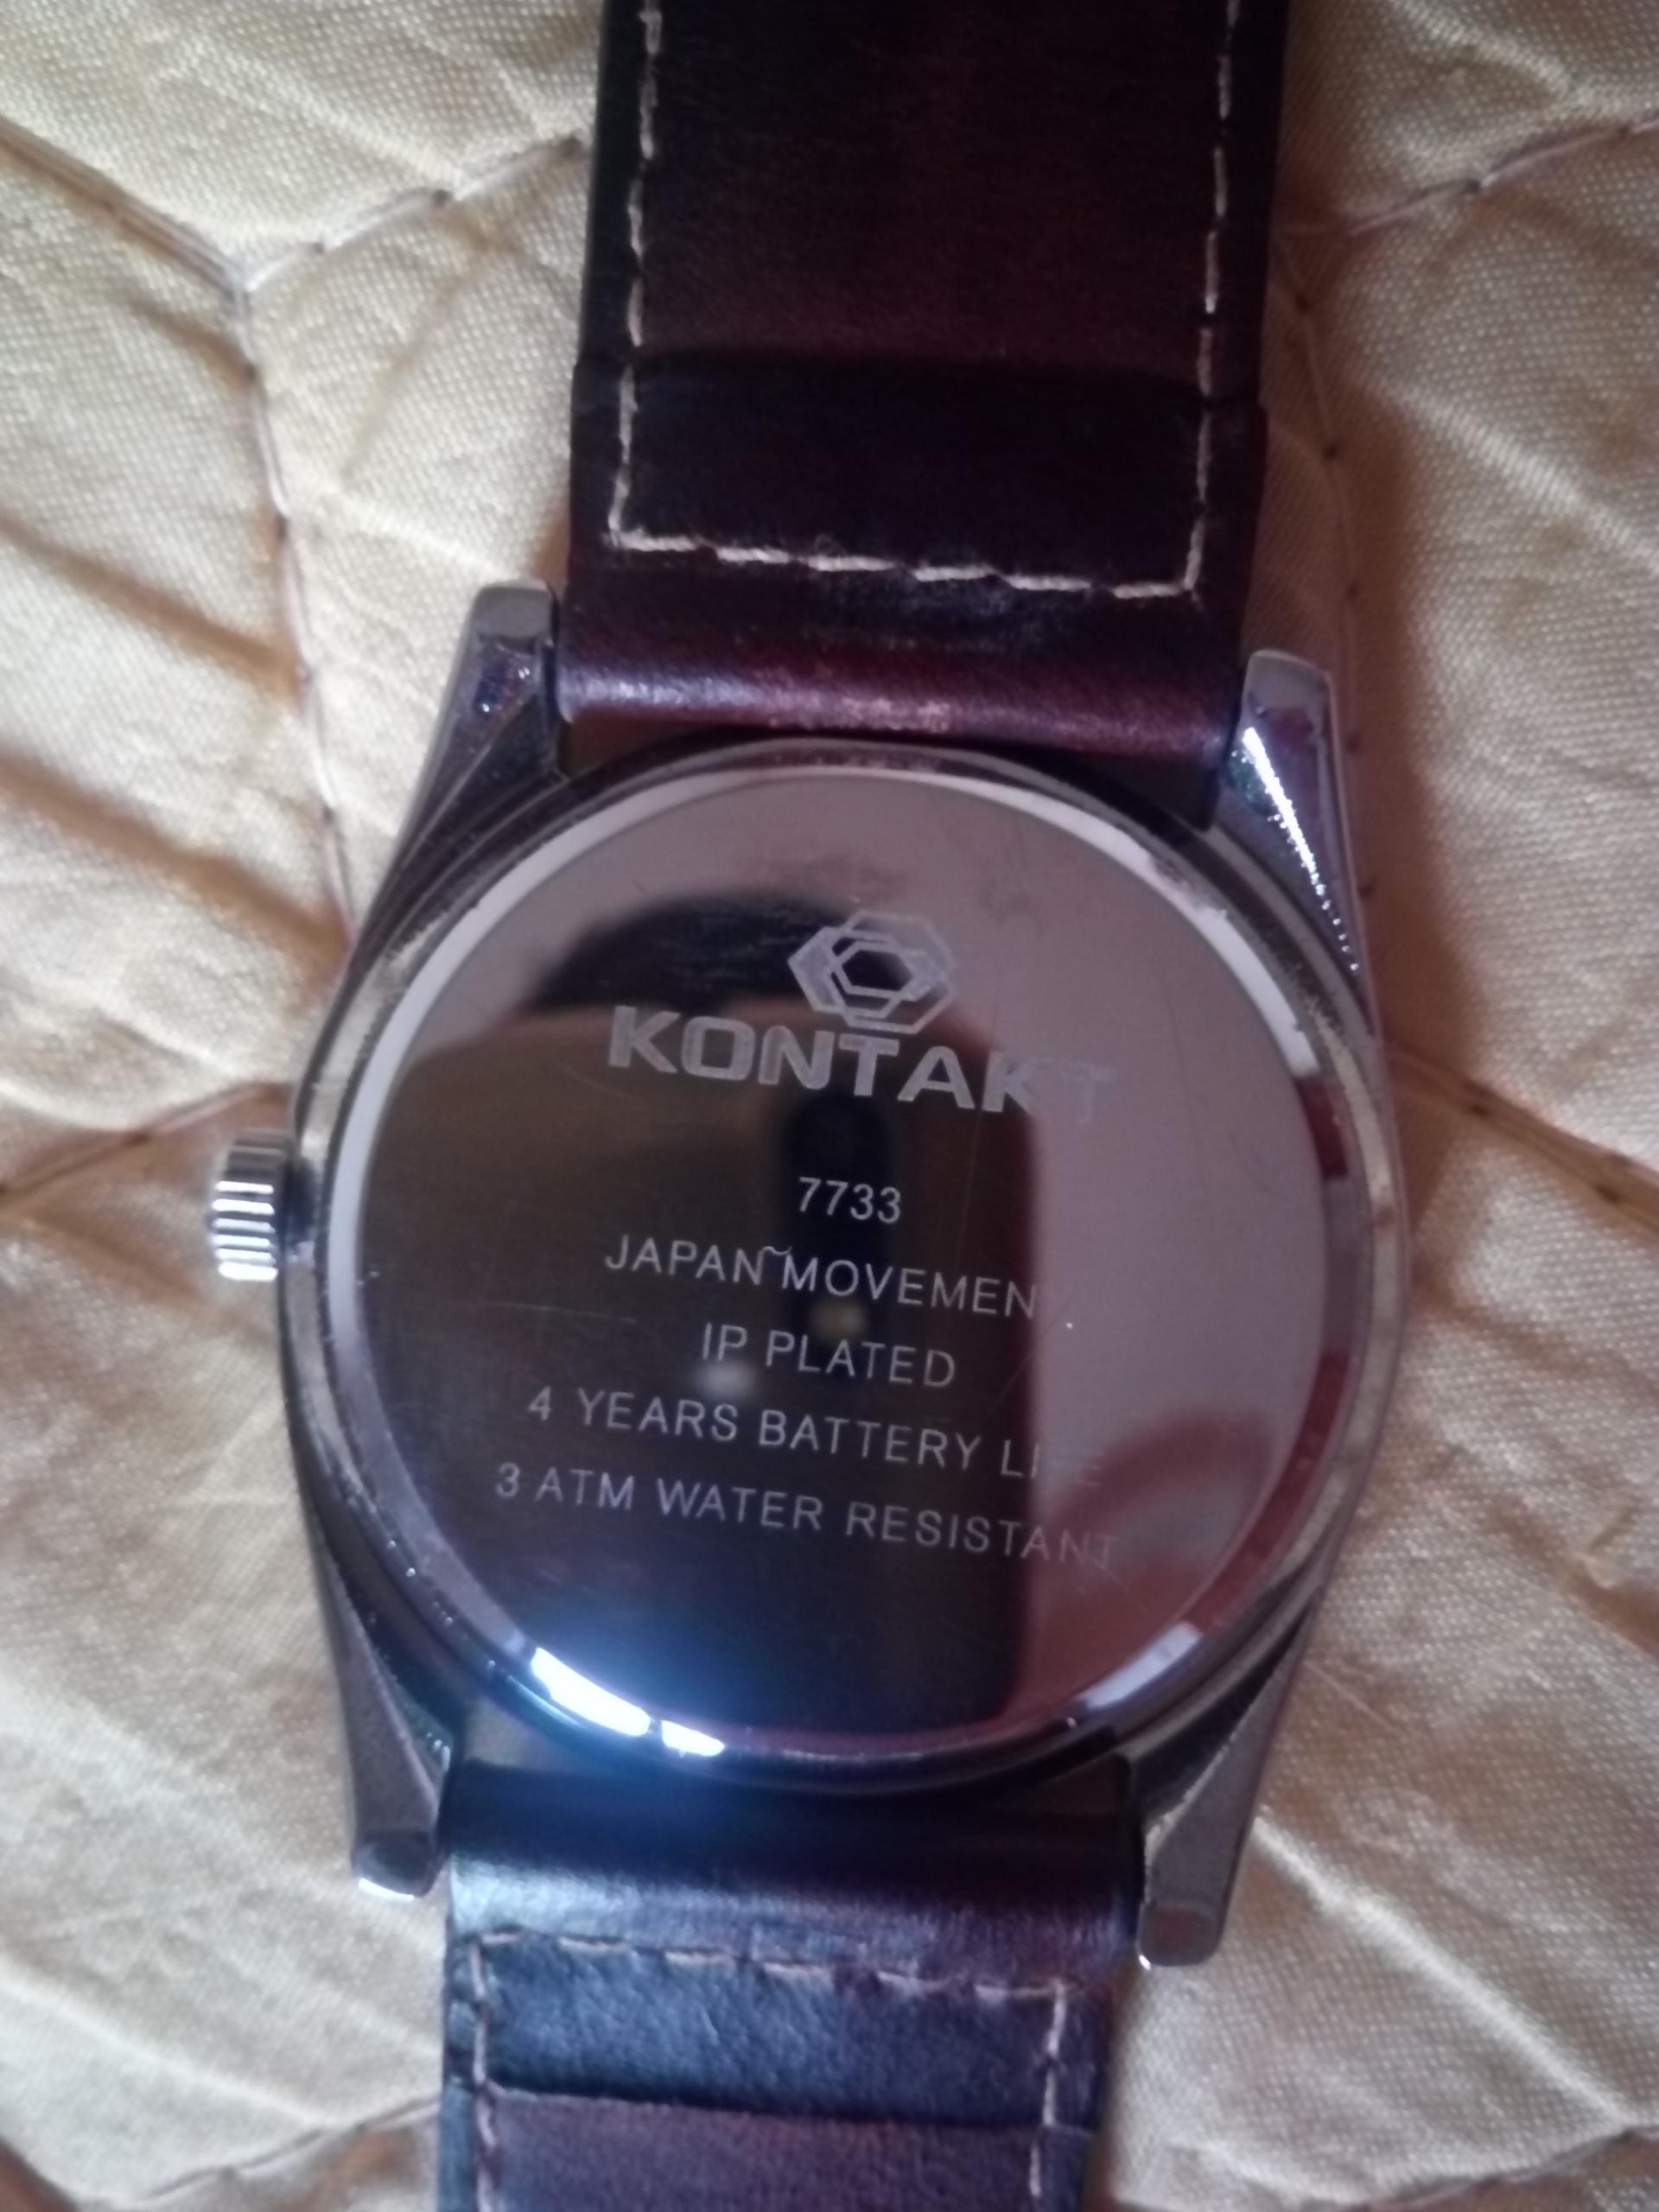 KONTAKT
7733
JAPAN MOVEMENT
IP PLATED
4 YEARS BATTERY LIFE
3 ATM WATER RESISTANT